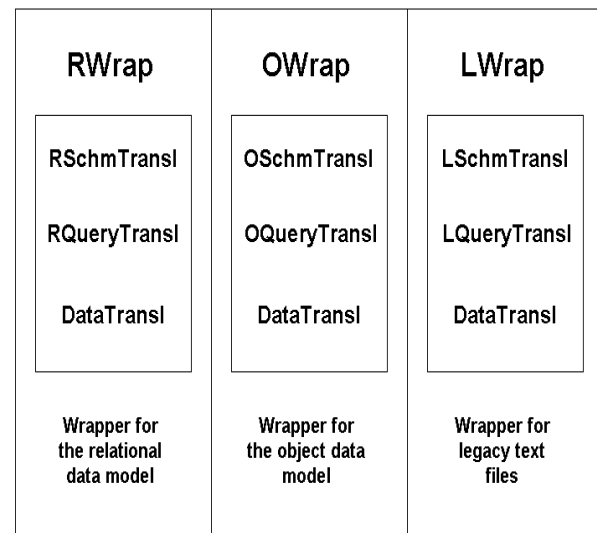 RWrap
RSchmTransl
RQueryTransl
DataTransl
Wrapper for
the relational
data model
OWrap
OSchmTransl
OQueryTransl
DataTransl
Wrapper for
the object data
model
LWrap
LSchmTransl
LQueryTransl
DataTransl
Wrapper for
legacy text
files